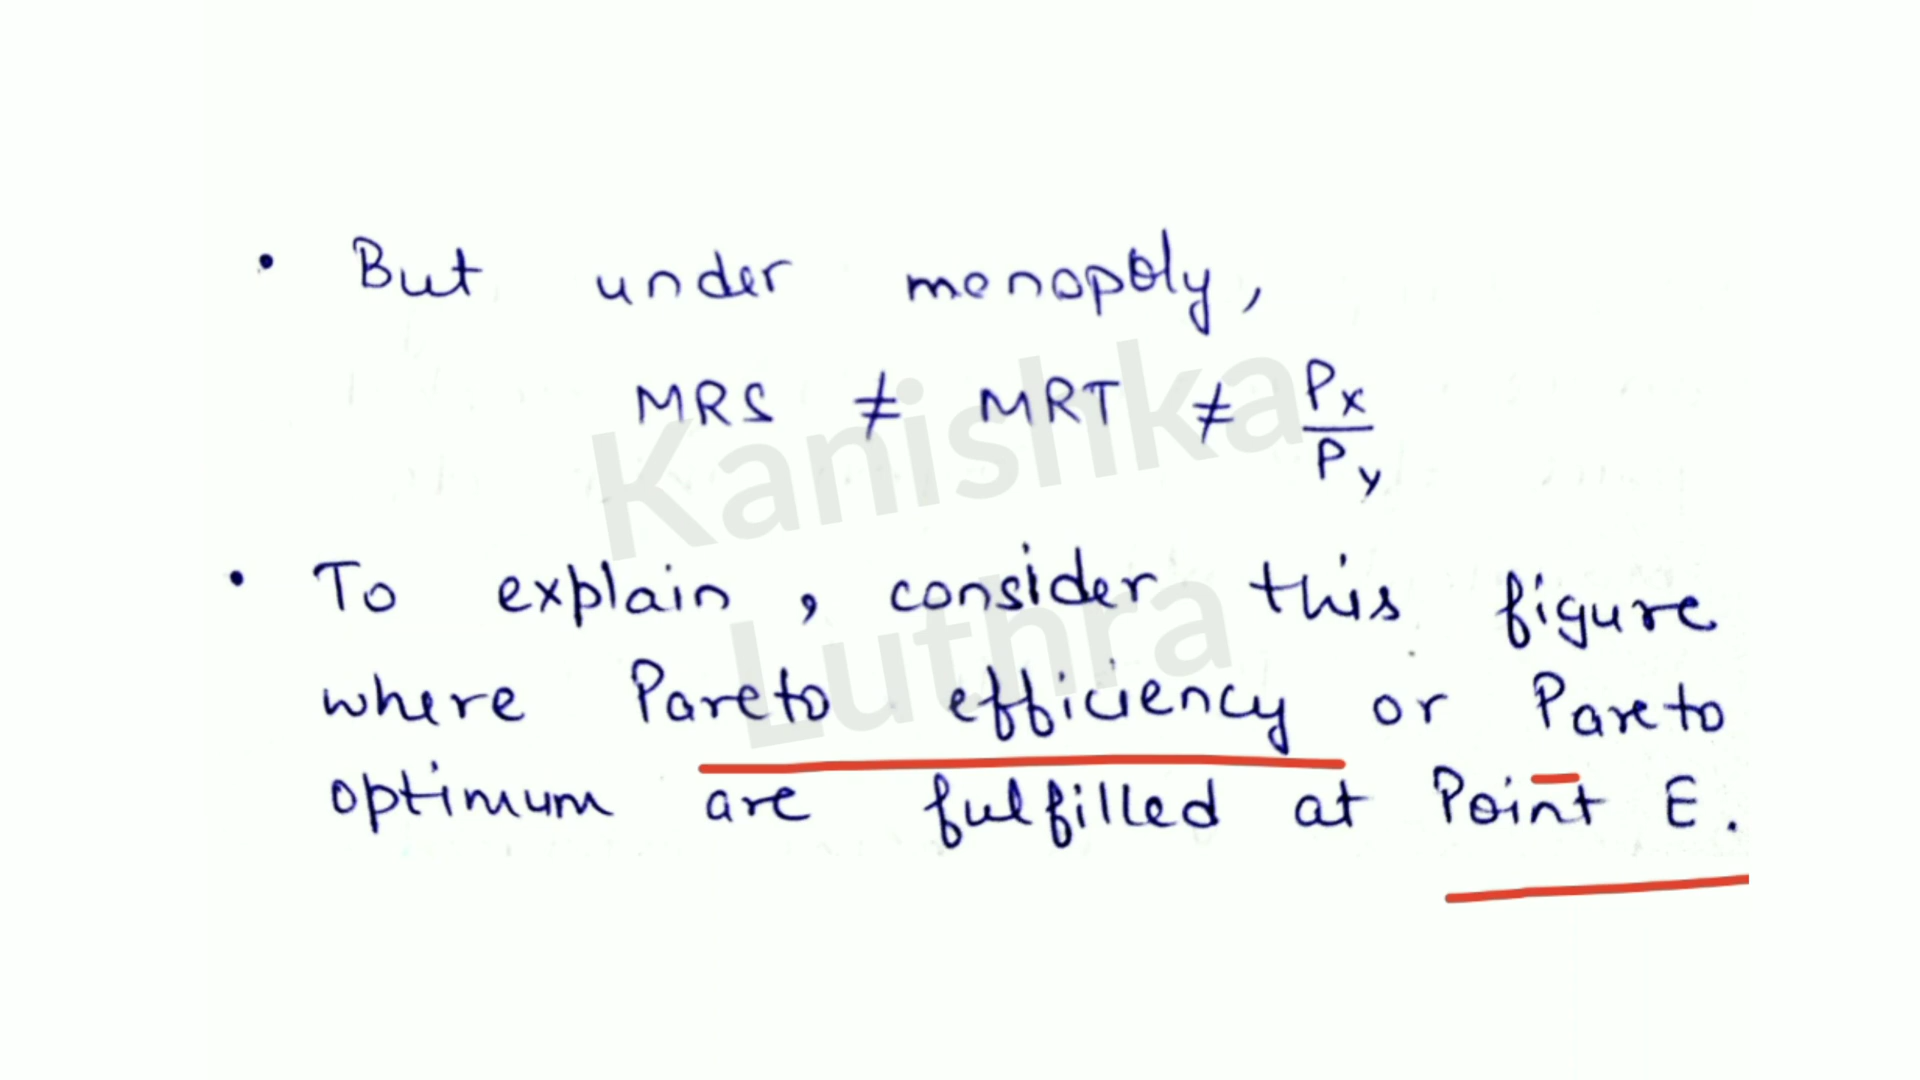 • But under monopoly,
MRS ≠ MRT ≠ Px/Py
• To explain, consider this figure
where Pareto efficiency or Pareto
optimum are fulfilled at Point E.
Kanishka
Luthra